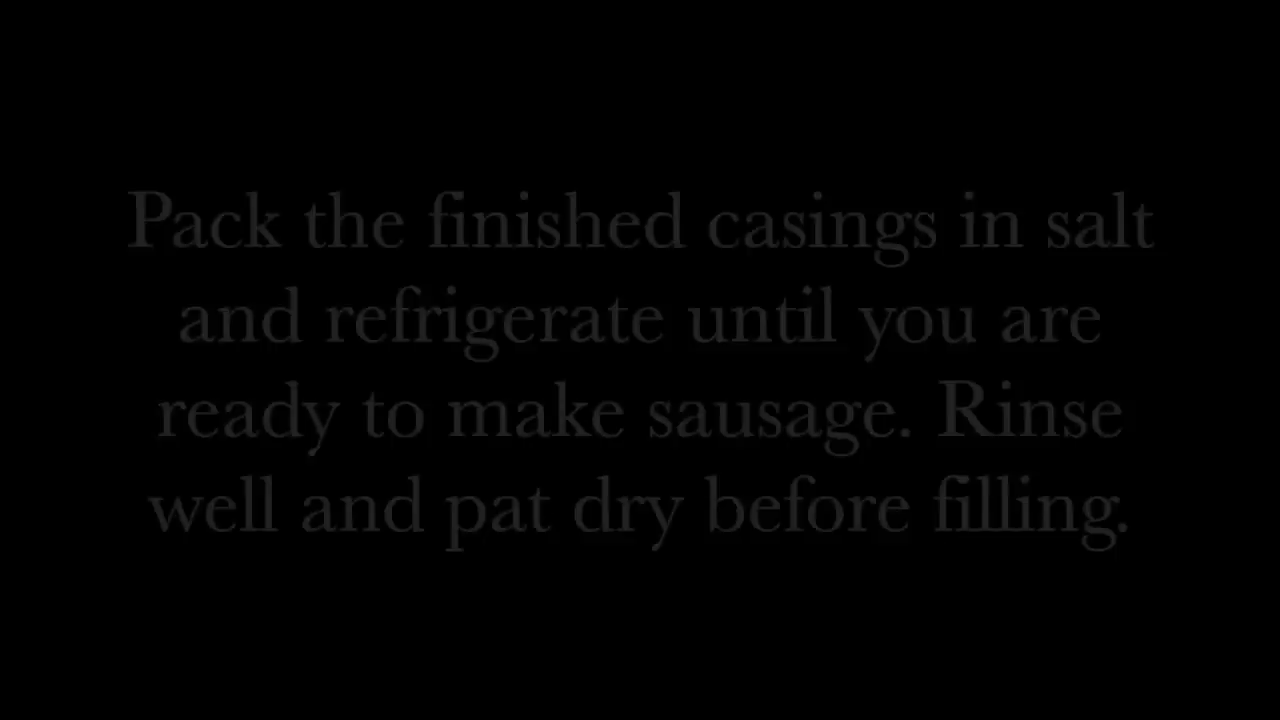 Pack the finished casings in salt
and refrigerate until you are
ready to make sausage. Rinse
well and pat dry before filling.